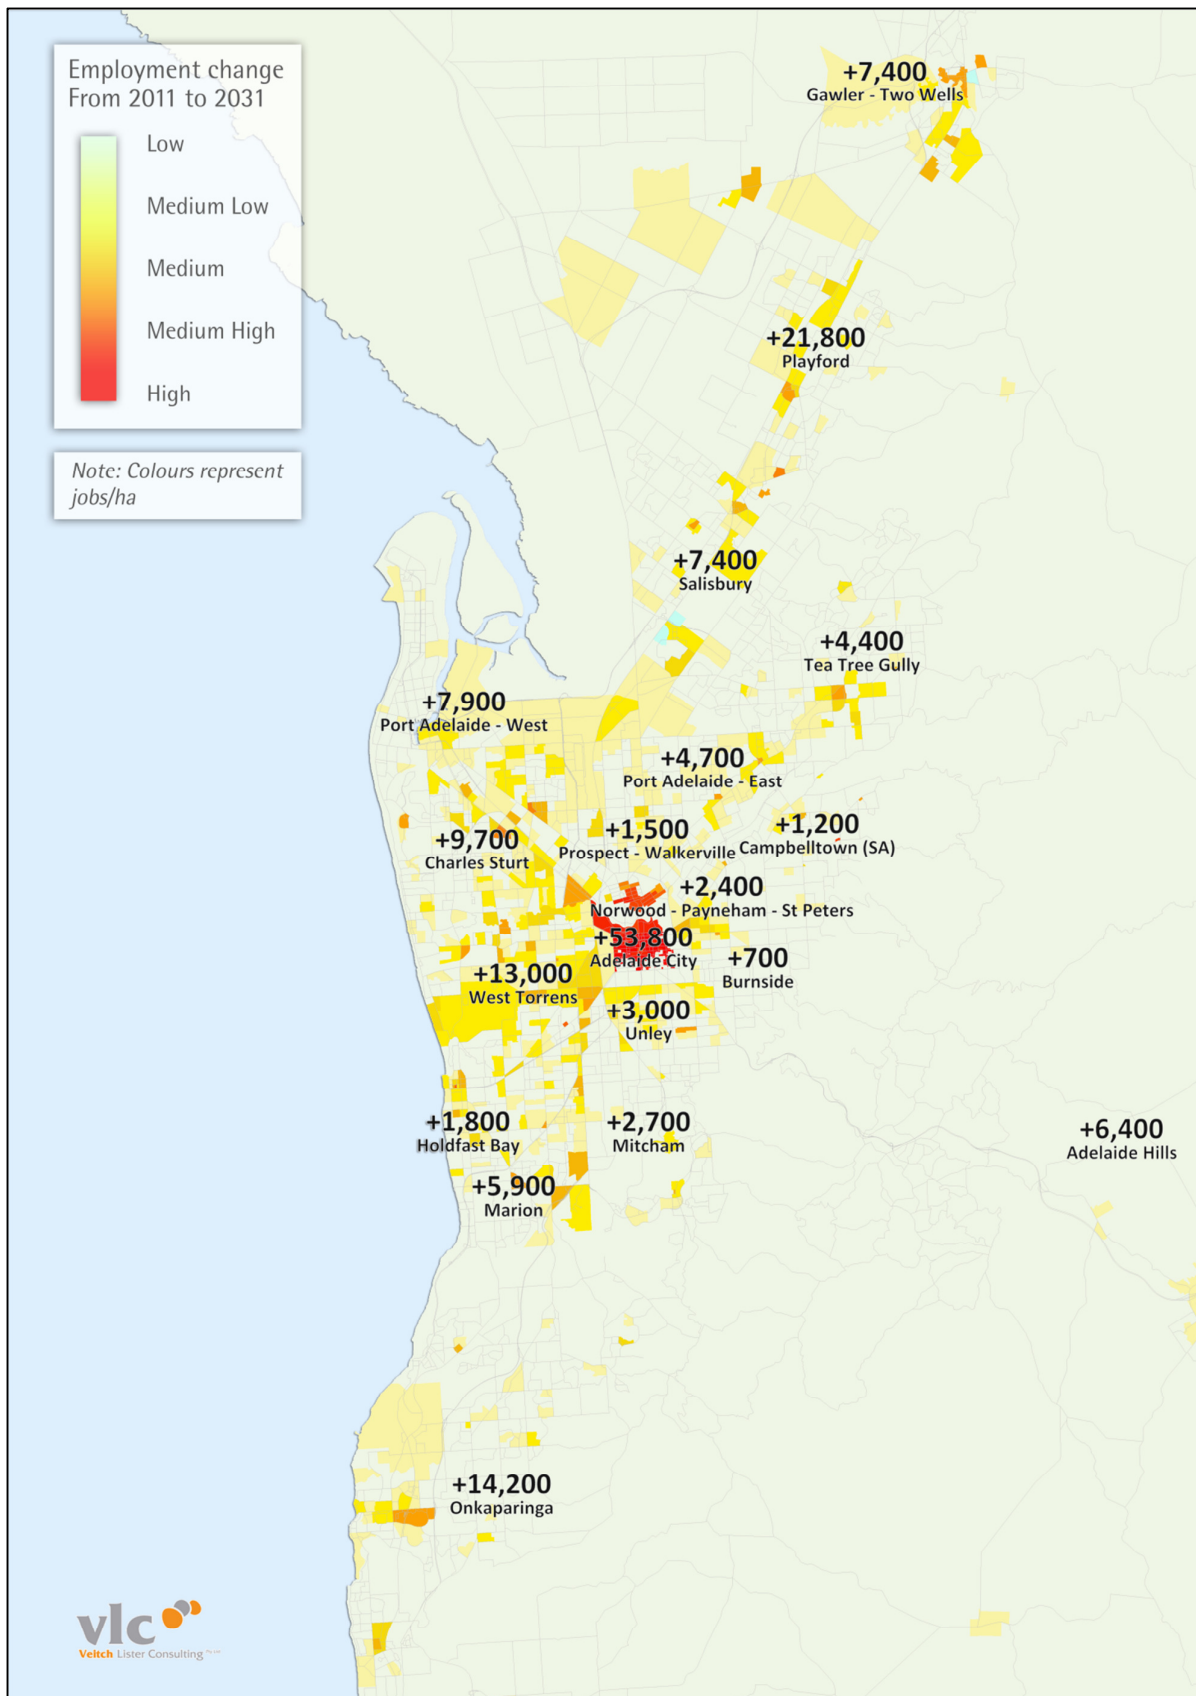 Employment change
From 2011 to 2031
Low
Medium Low
Medium
Medium High
High
Note: Colours represent
jobs/ha
+7,400
Gawler - Two Wells
+21,800
Playford
+7,400
Salisbury
+4,400
Tea Tree Gully
+7,900
Port Adelaide - West
+4,700
Port Adelaide - East
+9,700
Charles Sturt
+1,500
Prospect - Walkerville
+1,200
Campbelltown (SA)
+2,400
Norwood - Payneham - St Peters
+53,800
Adelaide City
+700
Burnside
+13,000
West Torrens
+3,000
Unley
+1,800
Holdfast Bay
+2,700
Mitcham
+6,400
Adelaide Hills
+5,900
Marion
+14,200
Onkaparinga
vlc
Veitch Lister Consulting